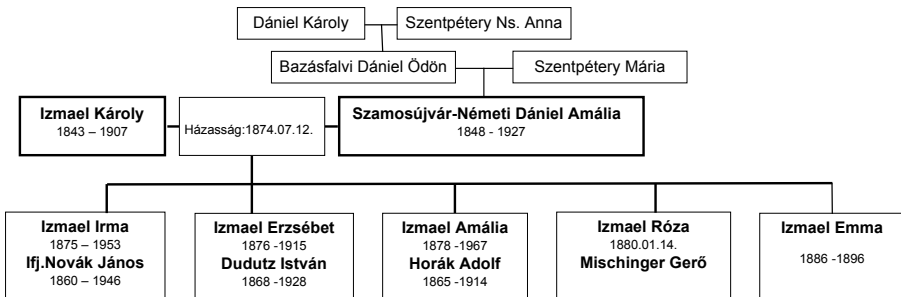 Dániel Károly
Szentpétery Ns. Anna
Bazásfalvi Dániel Ödön
Szentpétery Mária
Izmael Károly
1843 – 1907
Házasság:1874.07.12.
Szamosújvár-Németi Dániel Amália
1848 - 1927
Izmael Irma
1875 – 1953
Ifj.Novák János
1860 – 1946
Izmael Erzsébet
1876 -1915
Dudutz István
1868 -1928
Izmael Amália
1878 -1967
Horák Adolf
1865 -1914
Izmael Róza
1880.01.14.
Mischinger Gerő
Izmael Emma
1886 -1896